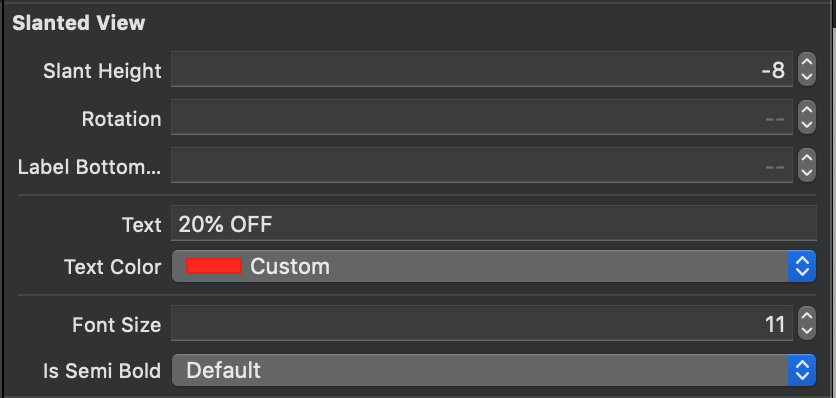 Slanted View
Slant Height -8
Rotation --
Label Bottom... --
Text 20% OFF
Text Color Custom
Font Size 11
Is Semi Bold Default